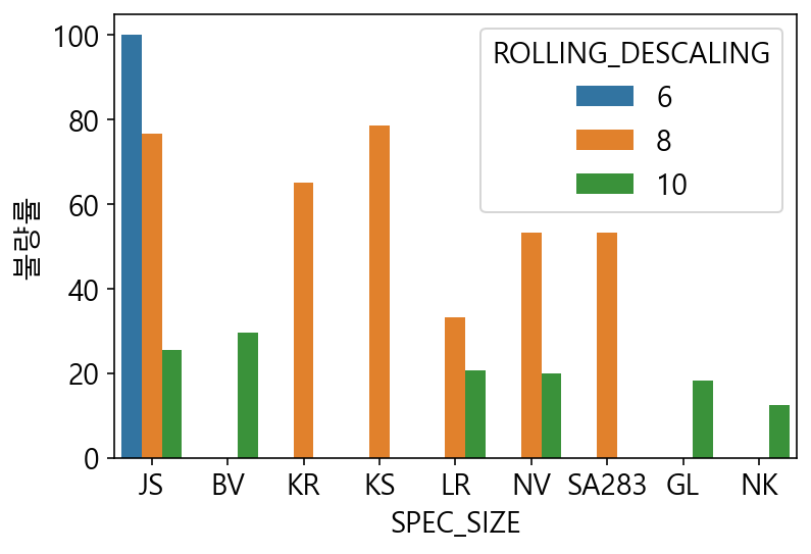 ROLLING_DESCALING
6
8
10
100
80
60
40
20
0
불량률
JS BV KR KS LR NV SA283 GL NK
SPEC_SIZE